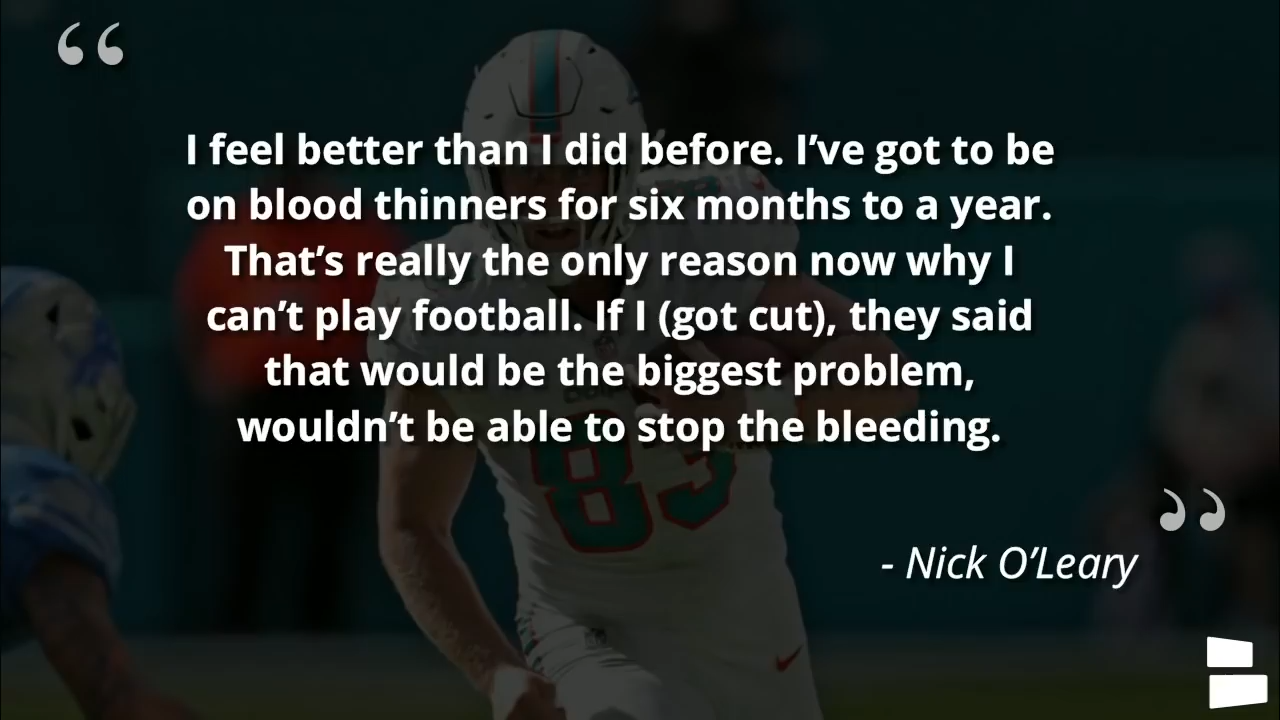 “
I feel better than I did before. I’ve got to be
on blood thinners for six months to a year.
That’s really the only reason now why I
can’t play football. If I (got cut), they said
that would be the biggest problem,
wouldn’t be able to stop the bleeding.
”
- Nick O’Leary
83